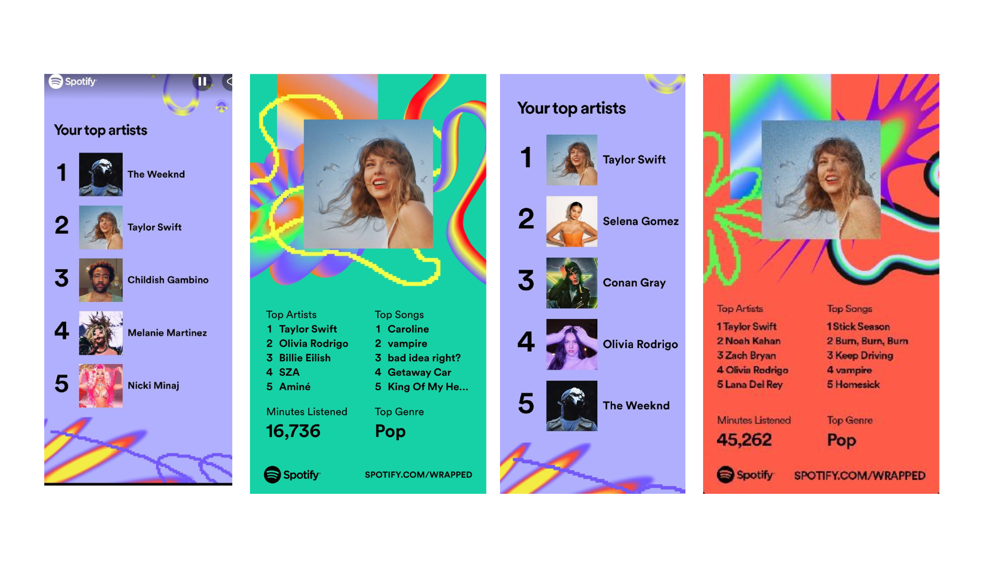 Spotify
Your top artists
1 The Weeknd
2 Taylor Swift
3 Childish Gambino
4 Melanie Martinez
5 Nicki Minaj
Top Artists
1 Taylor Swift
2 Olivia Rodrigo
3 Billie Eilish
4 SZA
5 Aminé
Top Songs
1 Caroline
2 vampire
3 bad idea right?
4 Getaway Car
5 King Of My He...
Minutes Listened
16,736
Top Genre
Pop
Spotify
SPOTIFY.COM/WRAPPED
Your top artists
1 Taylor Swift
2 Selena Gomez
3 Conan Gray
4 Olivia Rodrigo
5 The Weeknd
Top Artists
1 Taylor Swift
2 Noah Kahan
3 Zach Bryan
4 Olivia Rodrigo
5 Lana Del Rey
Top Songs
1 Stick Season
2 Burn, Burn, Burn
3 Keep Driving
4 vampire
5 Homesick
Minutes Listened
45,262
Top Genre
Pop
Spotify
SPOTIFY.COM/WRAPPED